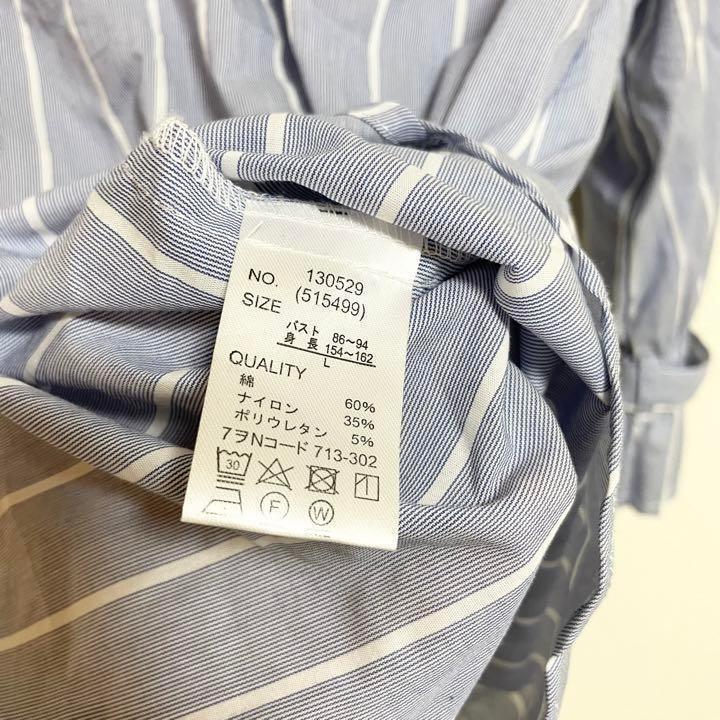 NO. 130529
(515499)
SIZE
バスト 86～94
身長 154～162
L
QUALITY
綿 60%
ナイロン 35%
ポリウレタン 5%
7ヲNコード 713-302
30
F
W